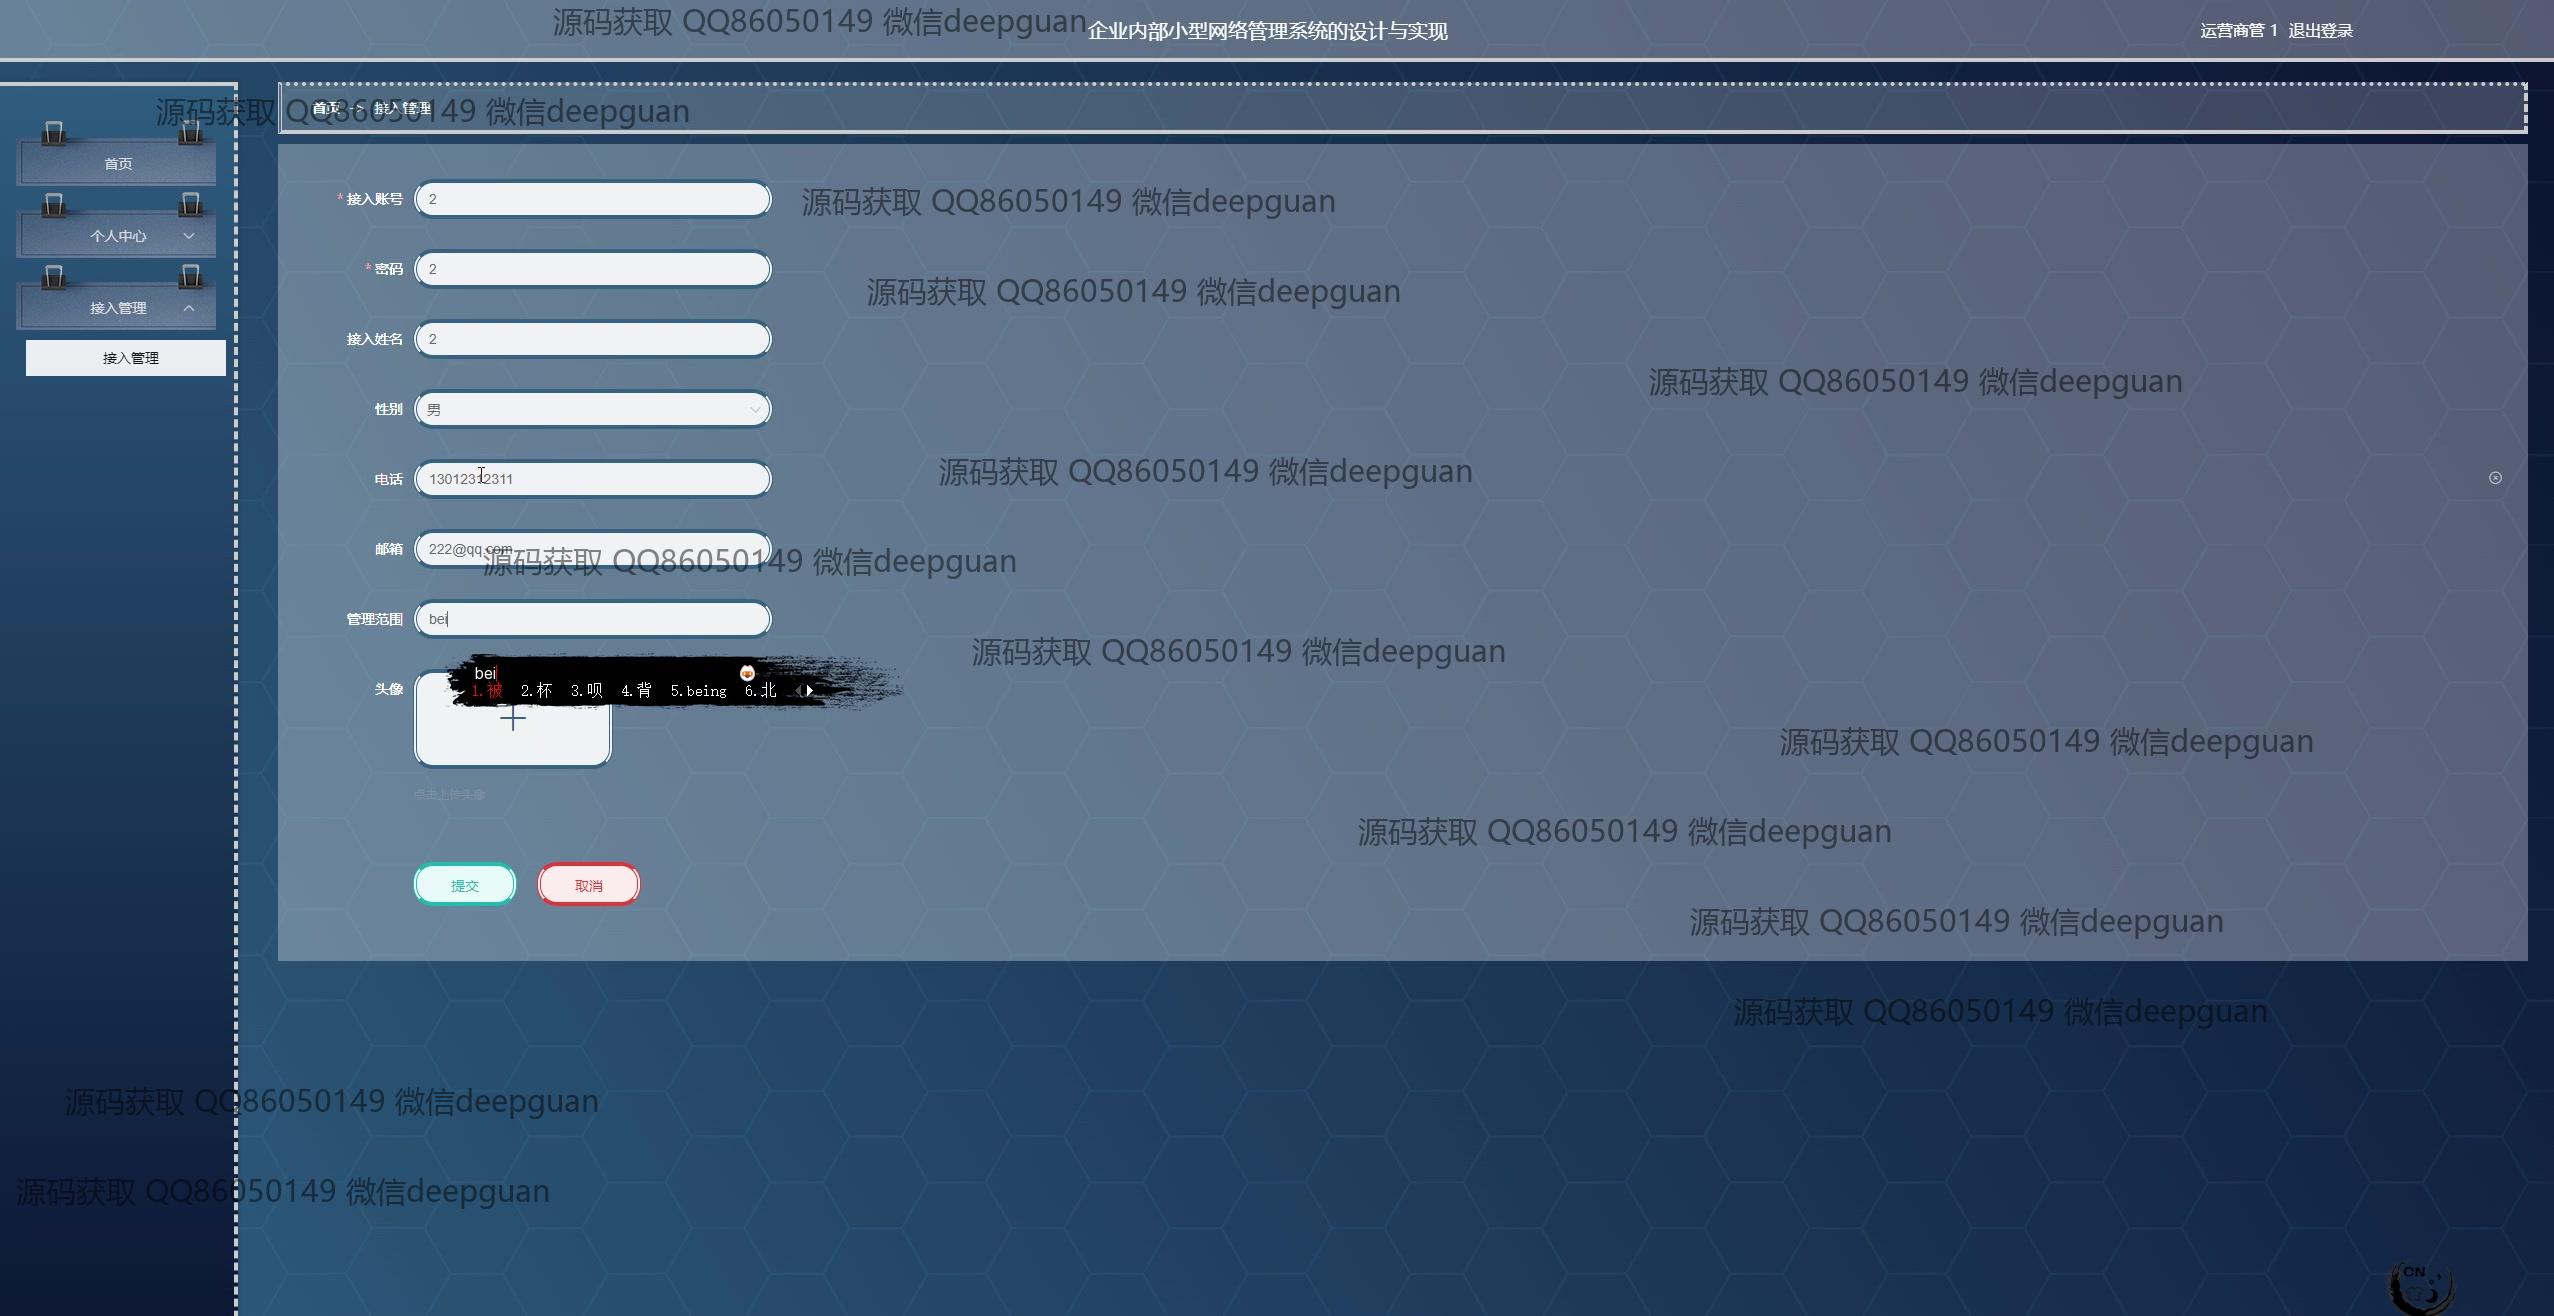 源码获取 QQ86050149 微信deepguan
企业内部小型网络管理系统的设计与实现
运营商管 1 退出登录
源码获取 QQ86050149 微信deepguan
首页 -> 接入管理
首页
个人中心
接入管理
接入管理
* 接入账号 2
源码获取 QQ86050149 微信deepguan
* 密码 2
源码获取 QQ86050149 微信deepguan
接入姓名 2
源码获取 QQ86050149 微信deepguan
性别 男
电话 13012312311
源码获取 QQ86050149 微信deepguan
邮箱 222@qq.com
源码获取 QQ86050149 微信deepguan
管理范围 bei
源码获取 QQ86050149 微信deepguan
bei
1.被 2.杯 3.呗 4.背 5.being 6.北
头像
源码获取 QQ86050149 微信deepguan
点击上传头像
源码获取 QQ86050149 微信deepguan
提交 取消
源码获取 QQ86050149 微信deepguan
源码获取 QQ86050149 微信deepguan
源码获取 QQ86050149 微信deepguan
源码获取 QQ86050149 微信deepguan
CN